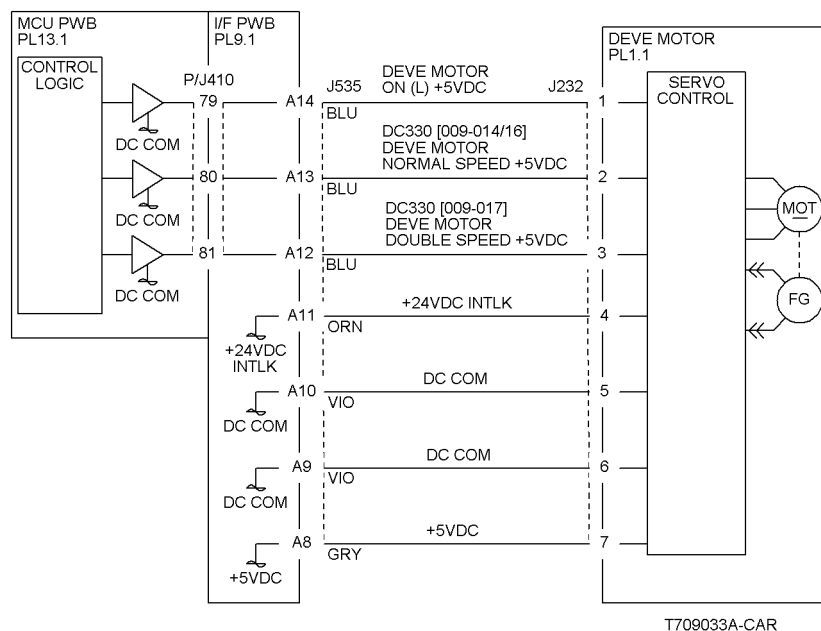 MCU PWB
PL13.1
I/F PWB
PL9.1
DEVE MOTOR
PL1.1
CONTROL
LOGIC
P/J410
J535
DEVE MOTOR
ON (L) +5VDC
J232
SERVO
CONTROL
79
A14
BLU
1
DC COM
DC330 [009-014/16]
DEVE MOTOR
NORMAL SPEED +5VDC
80
A13
BLU
2
DC COM
MOT
DC330 [009-017]
DEVE MOTOR
DOUBLE SPEED +5VDC
81
A12
BLU
3
DC COM
FG
A11
ORN
+24VDC INTLK
4
+24VDC
INTLK
A10
VIO
DC COM
5
DC COM
A9
VIO
DC COM
6
DC COM
A8
GRY
+5VDC
7
+5VDC
T709033A-CAR